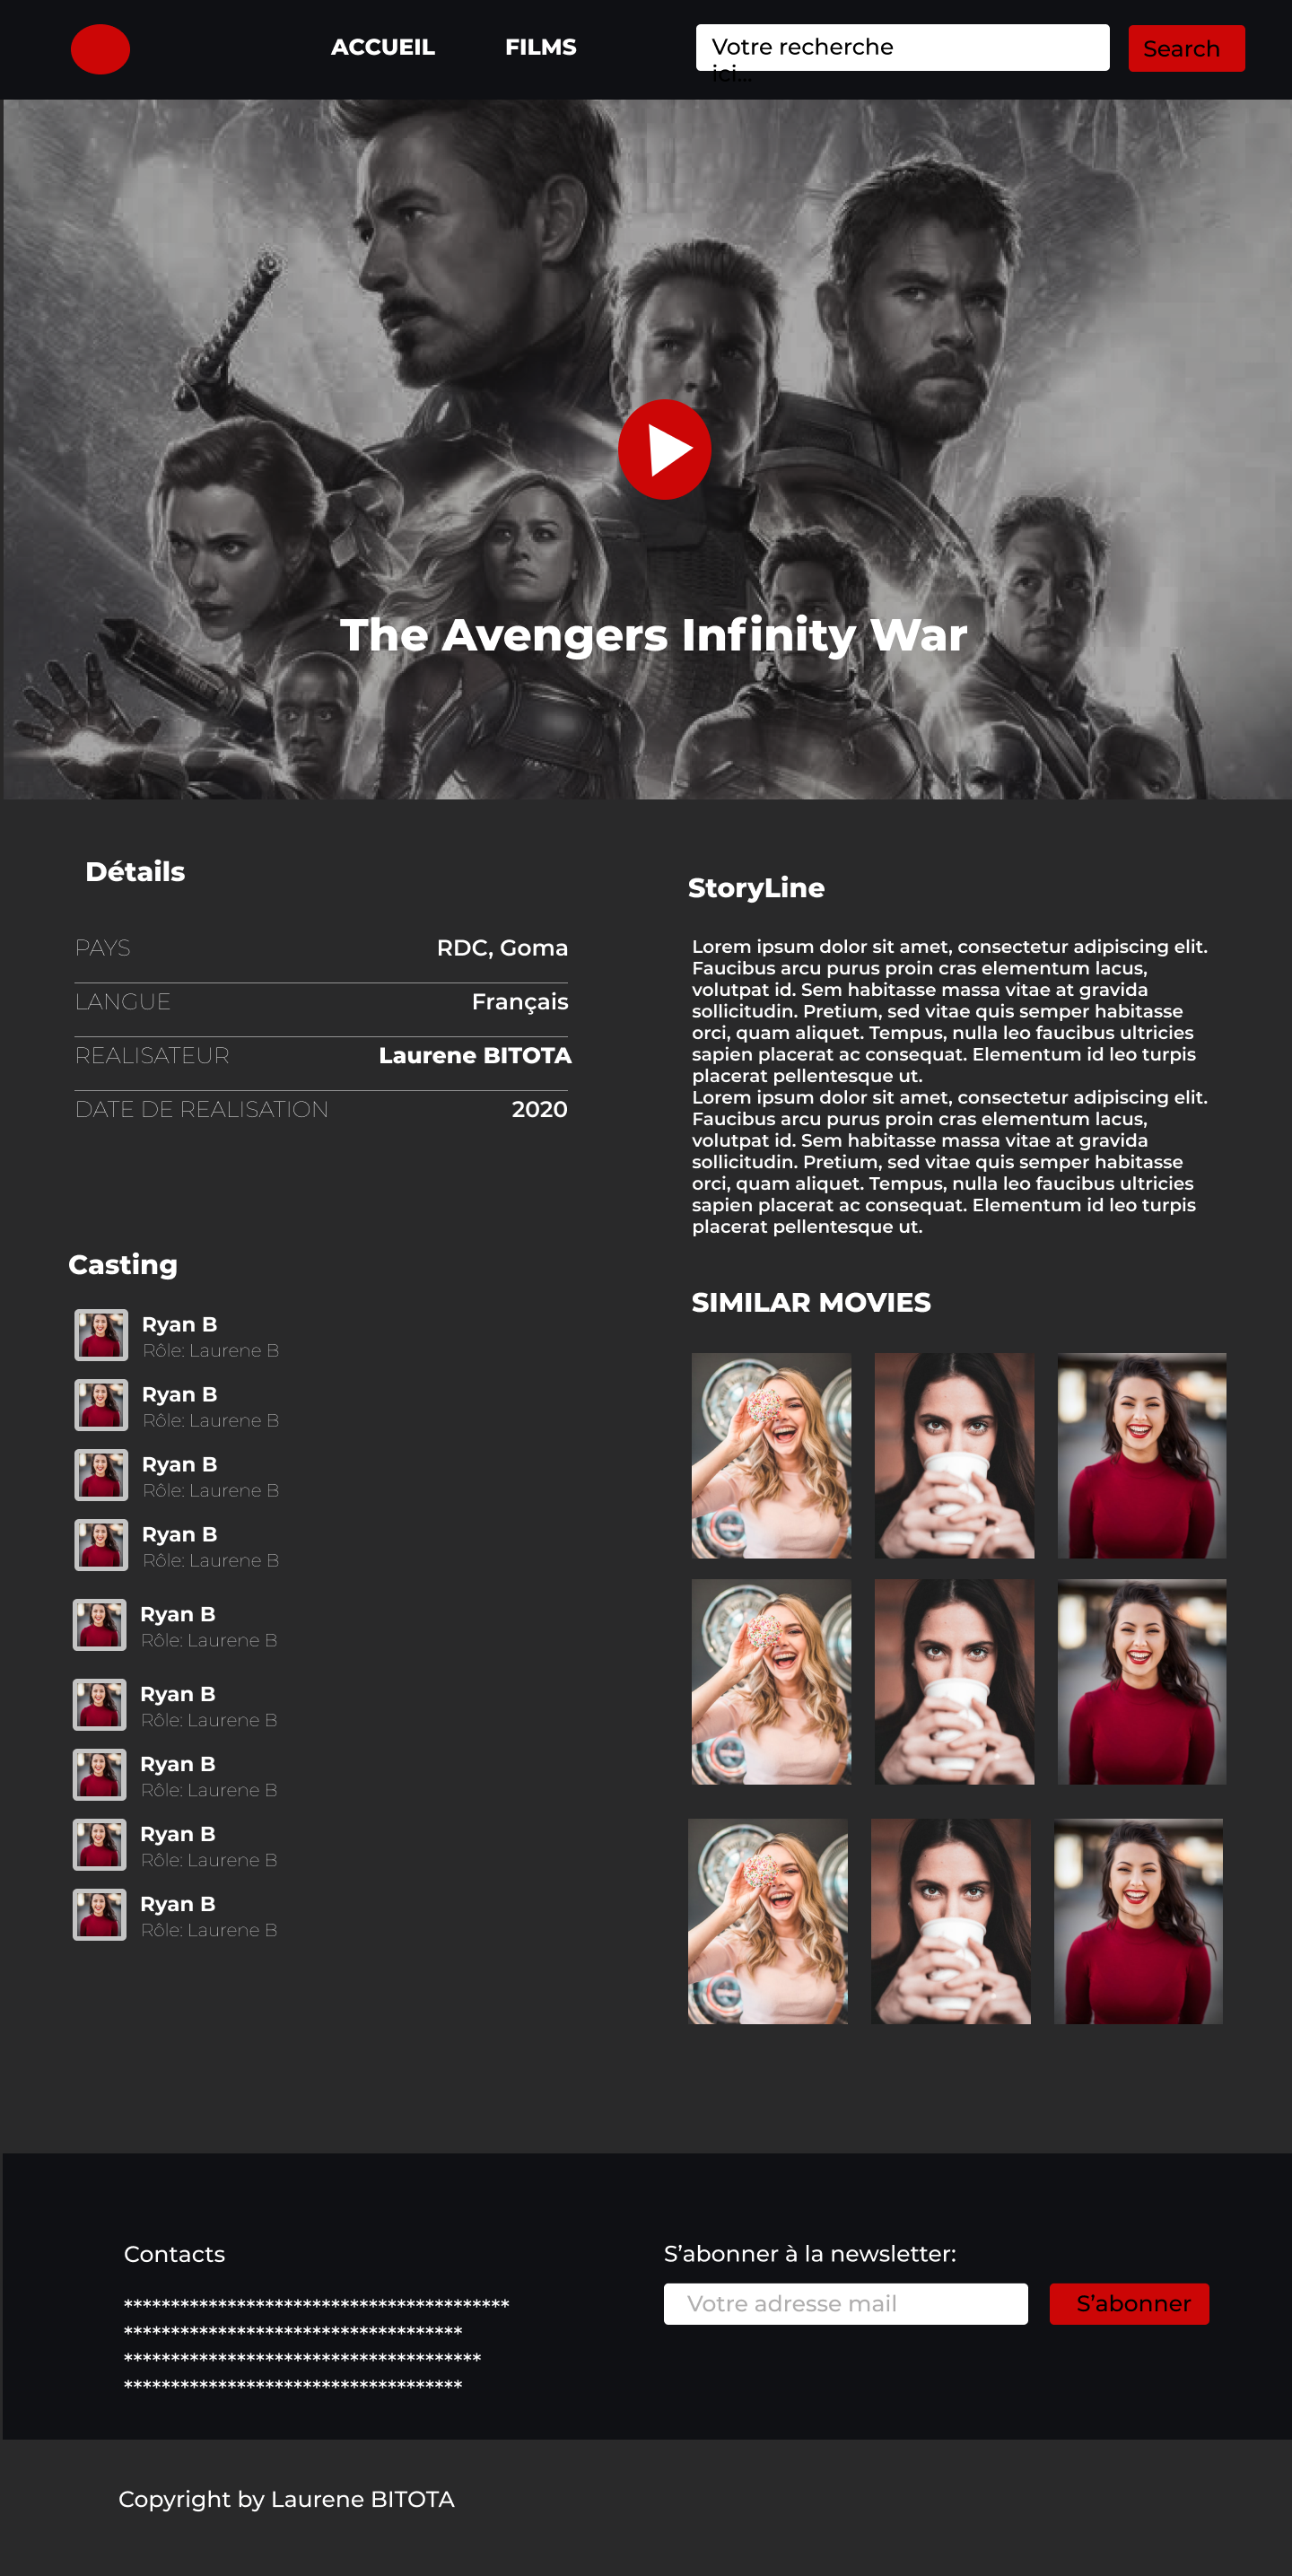 ACCUEIL FILMS Votre recherche ici... Search
The Avengers Infinity War
Détails
PAYS RDC, Goma
LANGUE Français
REALISATEUR Laurene BITOTA
DATE DE REALISATION 2020
Casting
Ryan B
Rôle: Laurene B
Ryan B
Rôle: Laurene B
Ryan B
Rôle: Laurene B
Ryan B
Rôle: Laurene B
Ryan B
Rôle: Laurene B
Ryan B
Rôle: Laurene B
Ryan B
Rôle: Laurene B
Ryan B
Rôle: Laurene B
Ryan B
Rôle: Laurene B
StoryLine
Lorem ipsum dolor sit amet, consectetur adipiscing elit.
Faucibus arcu purus proin cras elementum lacus,
volutpat id. Sem habitasse massa vitae at gravida
sollicitudin. Pretium, sed vitae quis semper habitasse
orci, quam aliquet. Tempus, nulla leo faucibus ultricies
sapien placerat ac consequat. Elementum id leo turpis
placerat pellentesque ut.
Lorem ipsum dolor sit amet, consectetur adipiscing elit.
Faucibus arcu purus proin cras elementum lacus,
volutpat id. Sem habitasse massa vitae at gravida
sollicitudin. Pretium, sed vitae quis semper habitasse
orci, quam aliquet. Tempus, nulla leo faucibus ultricies
sapien placerat ac consequat. Elementum id leo turpis
placerat pellentesque ut.
SIMILAR MOVIES
Contacts
*****************************************
************************************
**************************************
************************************
S’abonner à la newsletter:
Votre adresse mail S’abonner
Copyright by Laurene BITOTA